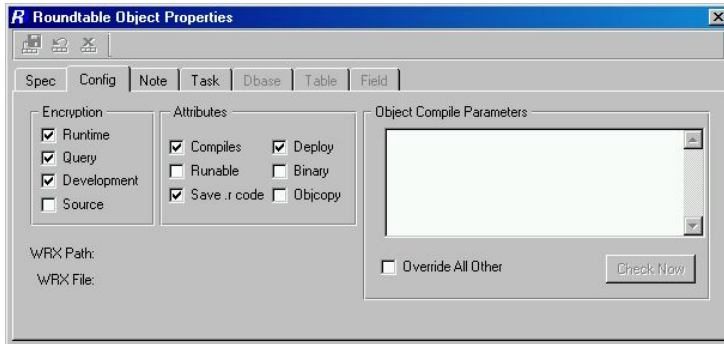 R Roundtable Object Properties
Spec Config Note Task Dbase Table Field
Encryption
Runtime
Query
Development
Source
Attributes
Compiles Deploy
Runable Binary
Save .r code Objcopy
Object Compile Parameters
Override All Other Check Now
WRX Path:
WRX File: